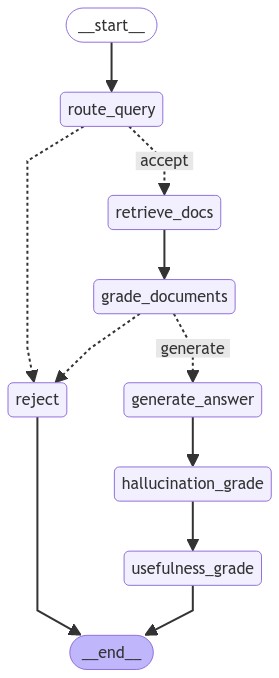 __start__
route_query
accept
retrieve_docs
grade_documents
generate
reject
generate_answer
hallucination_grade
usefulness_grade
__end__